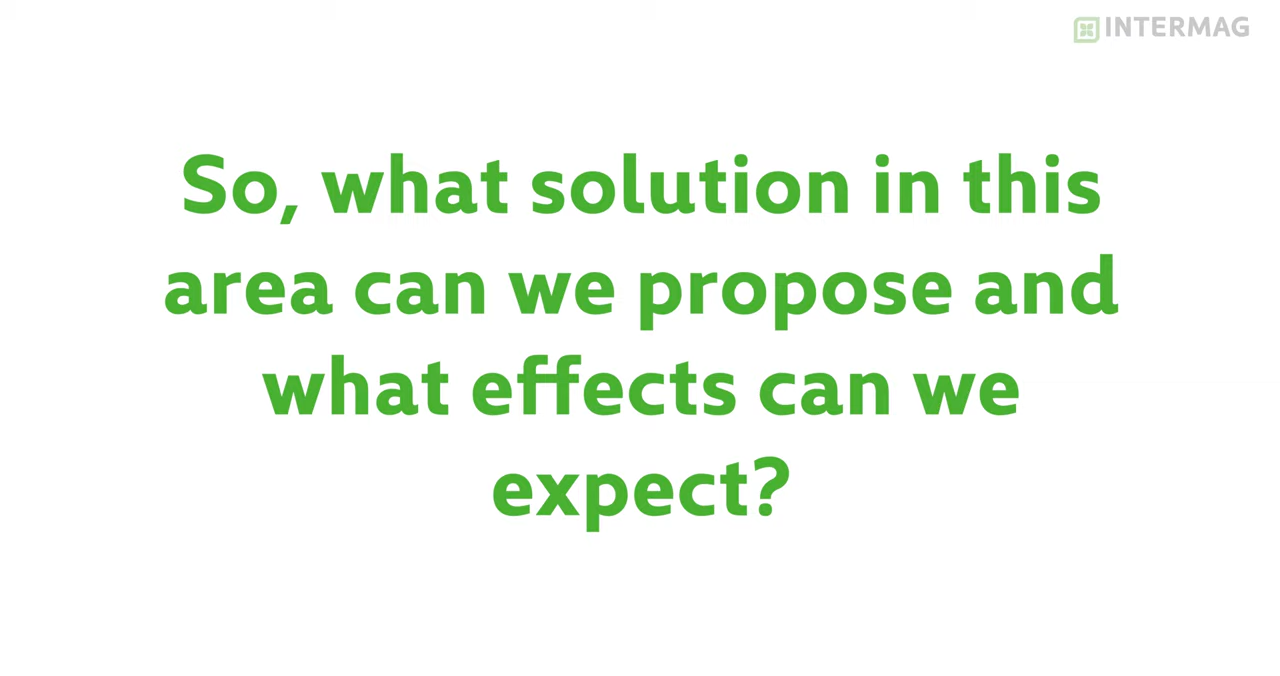 INTERMAG
So, what solution in this
area can we propose and
what effects can we
expect?